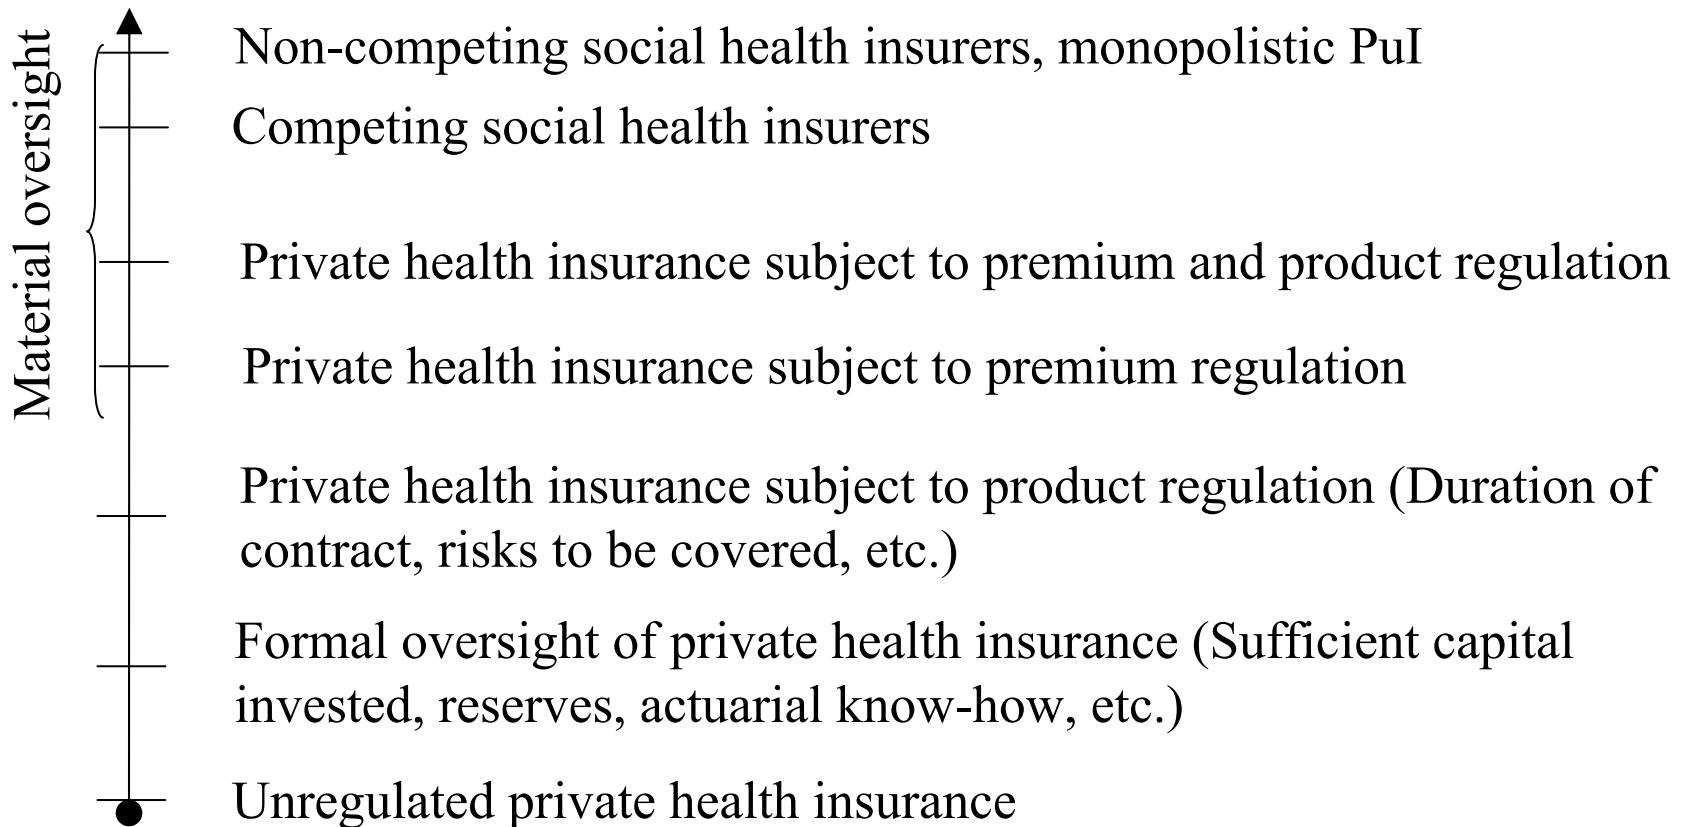 Material oversight
Non-competing social health insurers, monopolistic PuI
Competing social health insurers
Private health insurance subject to premium and product regulation
Private health insurance subject to premium regulation
Private health insurance subject to product regulation (Duration of
contract, risks to be covered, etc.)
Formal oversight of private health insurance (Sufficient capital
invested, reserves, actuarial know-how, etc.)
Unregulated private health insurance